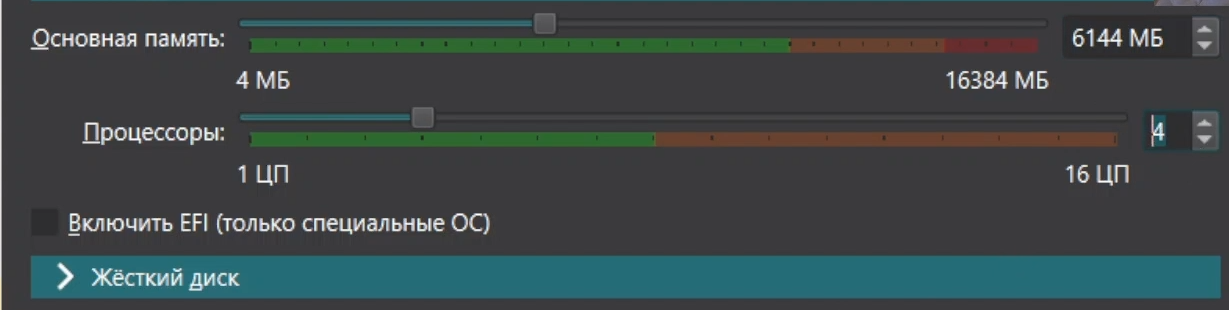 Основная память: 6144 МБ
4 МБ 16384 МБ
Процессоры: 4
1 ЦП 16 ЦП
Включить EFI (только специальные ОС)
Жёсткий диск